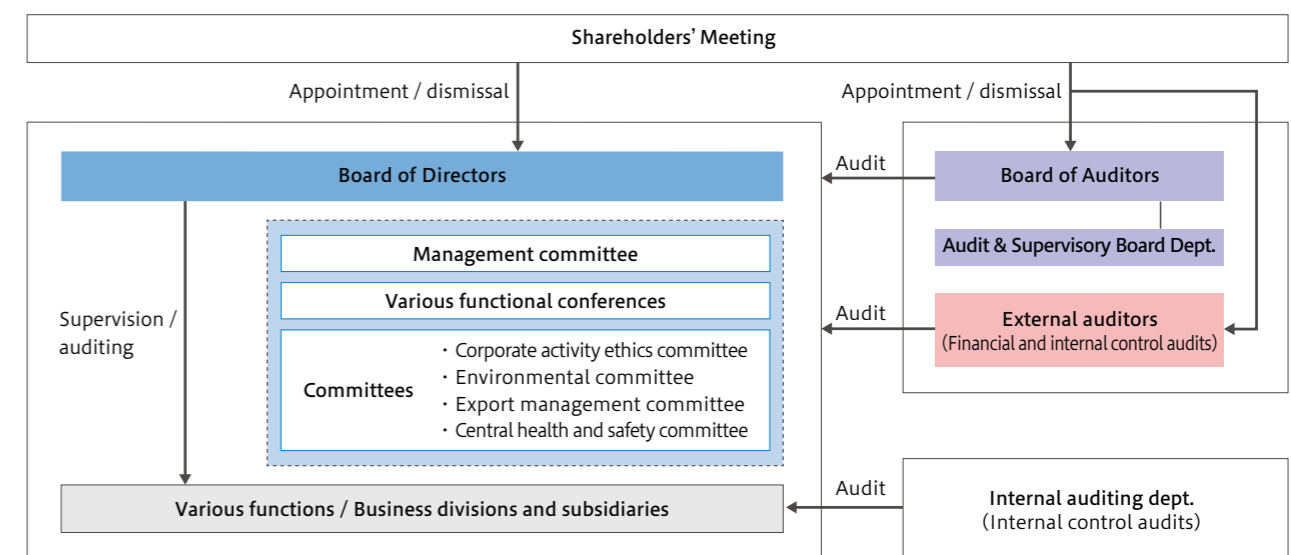 Shareholders’ Meeting
Appointment / dismissal
Appointment / dismissal
Board of Directors
Audit
Board of Auditors
Audit & Supervisory Board Dept.
Management committee
Various functional conferences
Supervision /
auditing
Committees
・Corporate activity ethics committee
・Environmental committee
・Export management committee
・Central health and safety committee
Audit
External auditors
(Financial and internal control audits)
Various functions / Business divisions and subsidiaries
Audit
Internal auditing dept.
(Internal control audits)